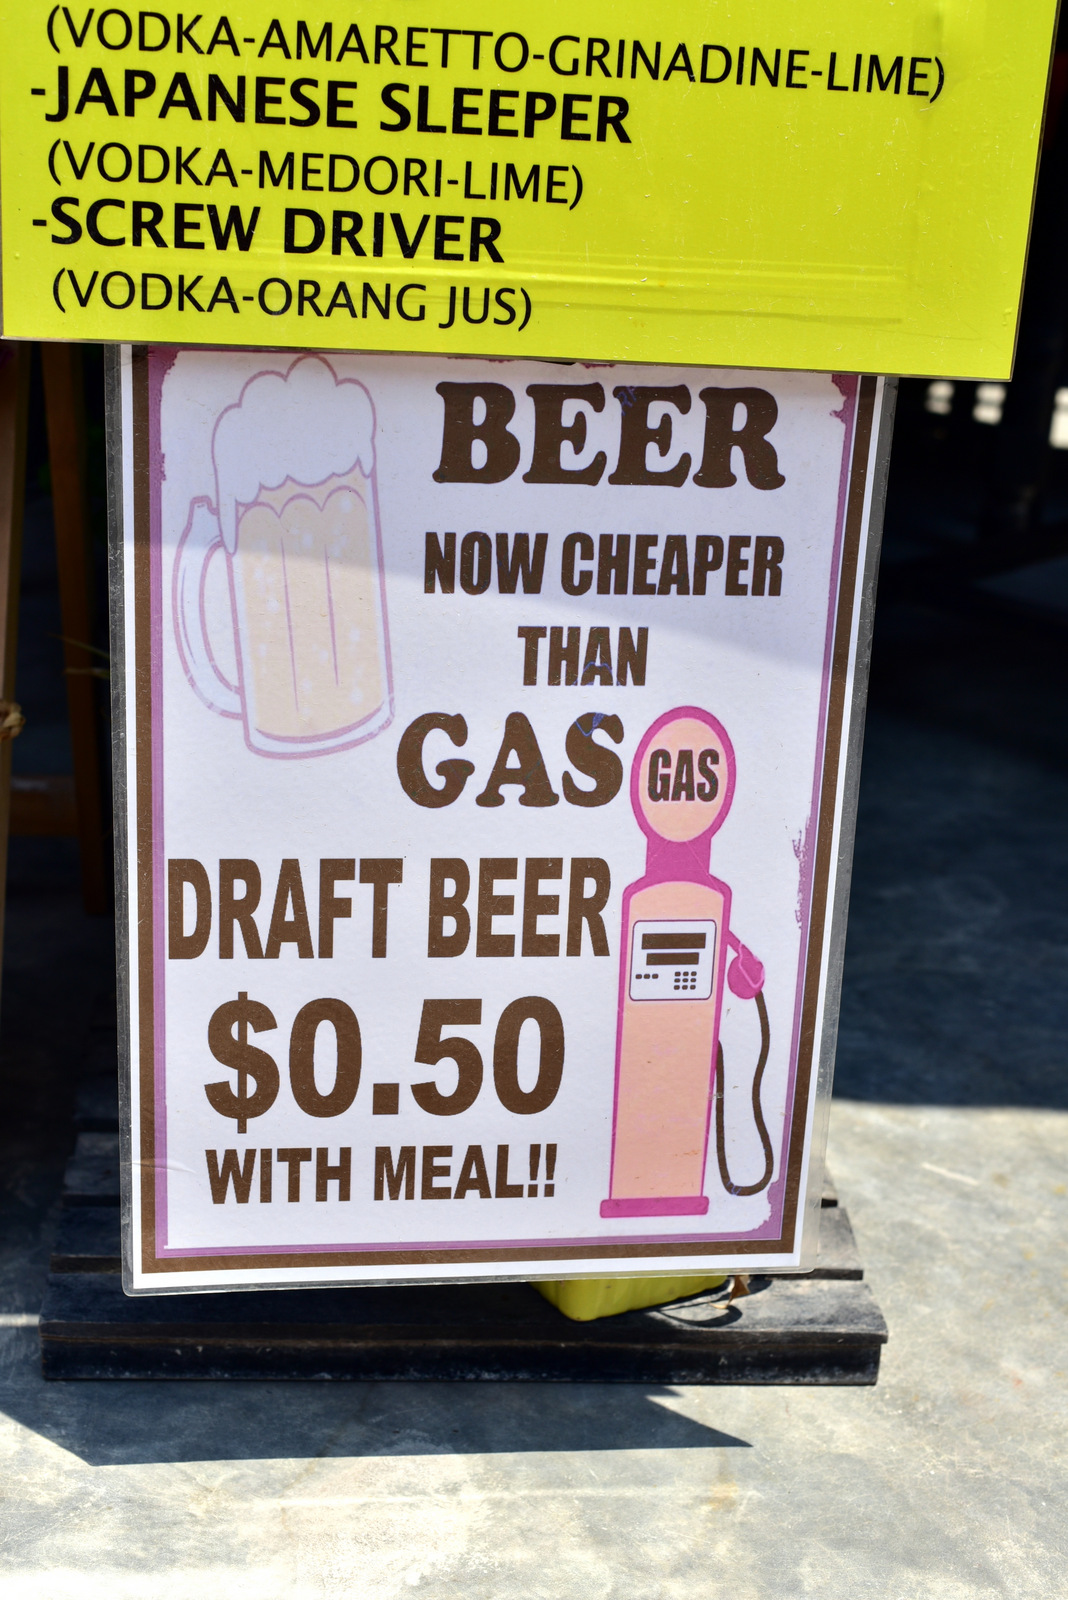 (VODKA-AMARETTO-GRINADINE-LIME)
-JAPANESE SLEEPER
(VODKA-MEDORI-LIME)
-SCREW DRIVER
(VODKA-ORANG JUS)
BEER
NOW CHEAPER
THAN
GAS
GAS
DRAFT BEER
$0.50
WITH MEAL!!